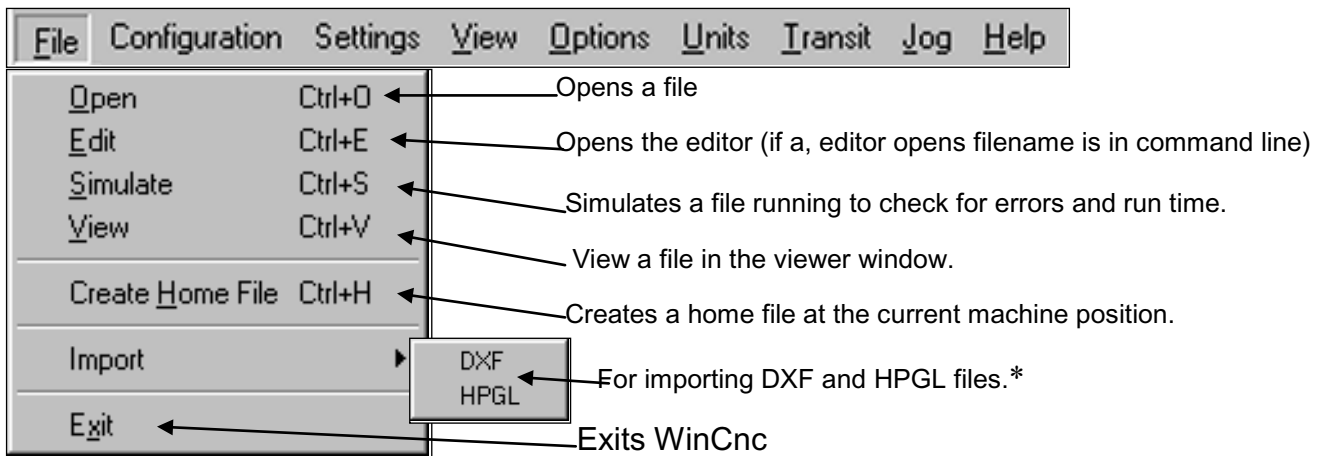 File Configuration Settings View Options Units Transit Jog Help
Open Ctrl+O Opens a file
Edit Ctrl+E Opens the editor (if a, editor opens filename is in command line)
Simulate Ctrl+S Simulates a file running to check for errors and run time.
View Ctrl+V View a file in the viewer window.
Create Home File Ctrl+H Creates a home file at the current machine position.
Import DXF For importing DXF and HPGL files.*
HPGL
Exit Exits WinCnc